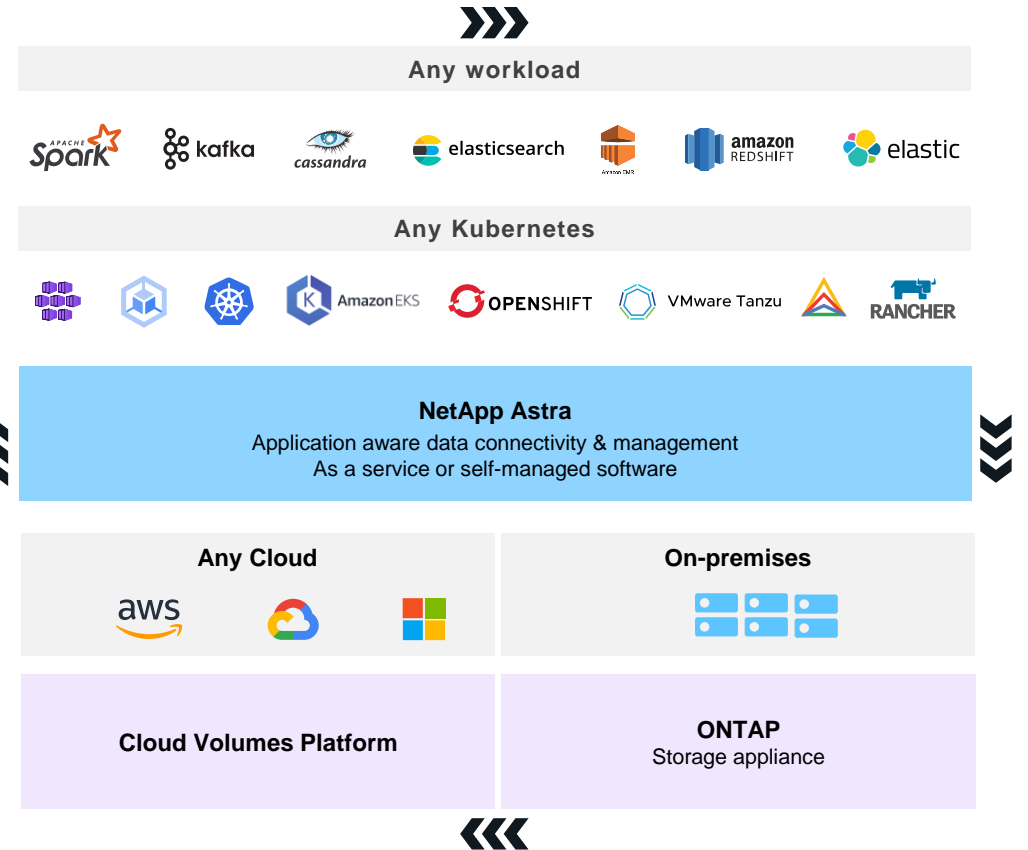 Any workload
APACHE
Spark
kafka
cassandra
elasticsearch
Amazon EMR
amazon
REDSHIFT
elastic
Any Kubernetes
K
Amazon EKS
OPENSHIFT
VMware Tanzu
RANCHER
NetApp Astra
Application aware data connectivity & management
As a service or self-managed software
Any Cloud
On-premises
aws
Cloud Volumes Platform
ONTAP
Storage appliance